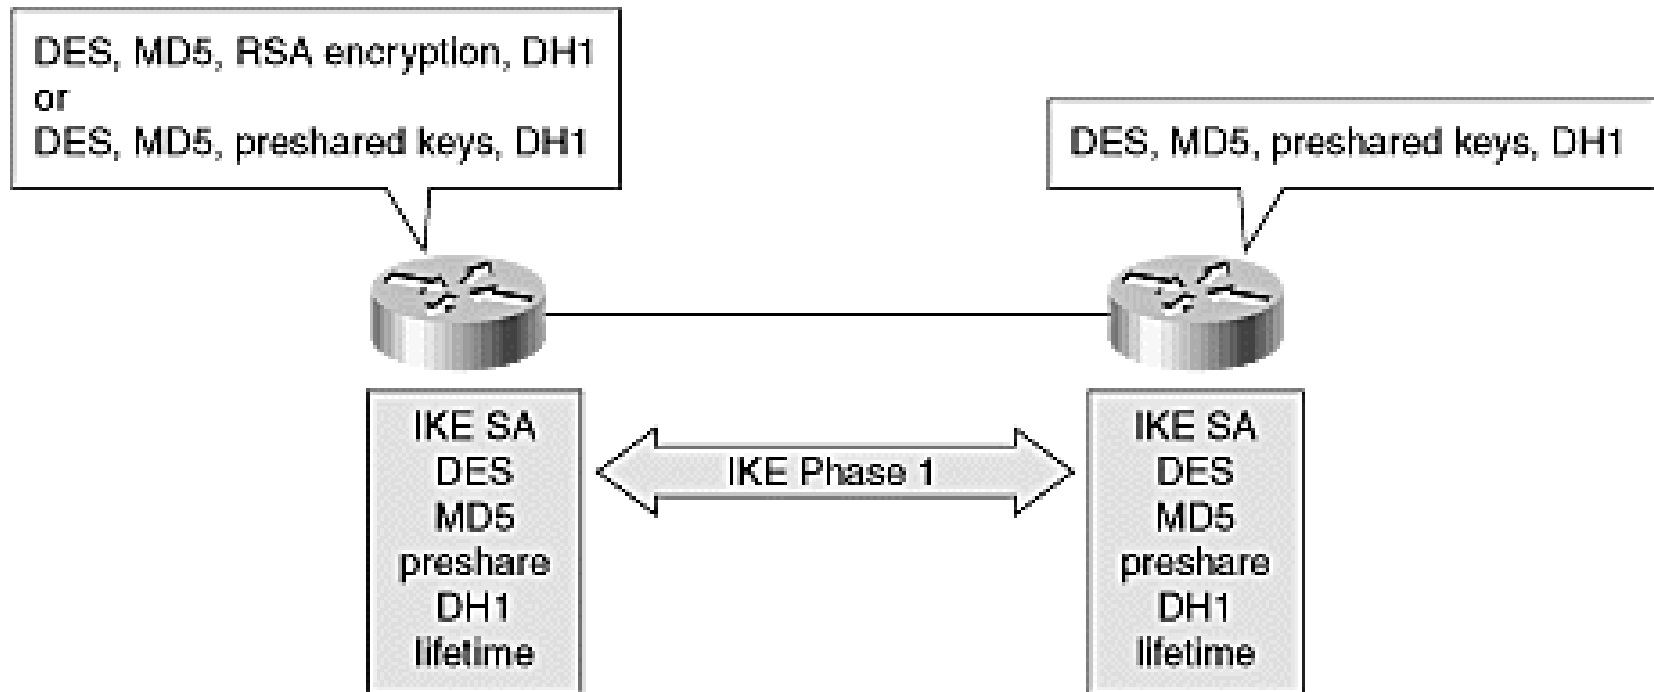 DES, MD5, RSA encryption, DH1
or
DES, MD5, preshared keys, DH1
DES, MD5, preshared keys, DH1
IKE SA
DES
MD5
preshare
DH1
lifetime
IKE Phase 1
IKE SA
DES
MD5
preshare
DH1
lifetime